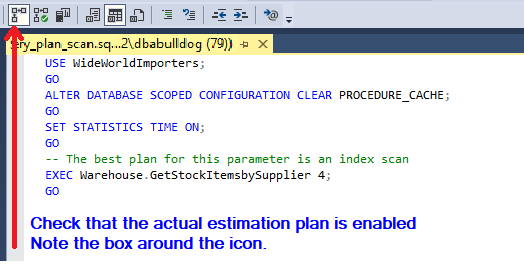 ery_plan_scan.sq...2\dbabulldog (79))
USE WideWorldImporters;
GO
ALTER DATABASE SCOPED CONFIGURATION CLEAR PROCEDURE_CACHE;
GO
SET STATISTICS TIME ON;
GO
-- The best plan for this parameter is an index scan
EXEC Warehouse.GetStockItemsbySupplier 4;
GO
Check that the actual estimation plan is enabled
Note the box around the icon.